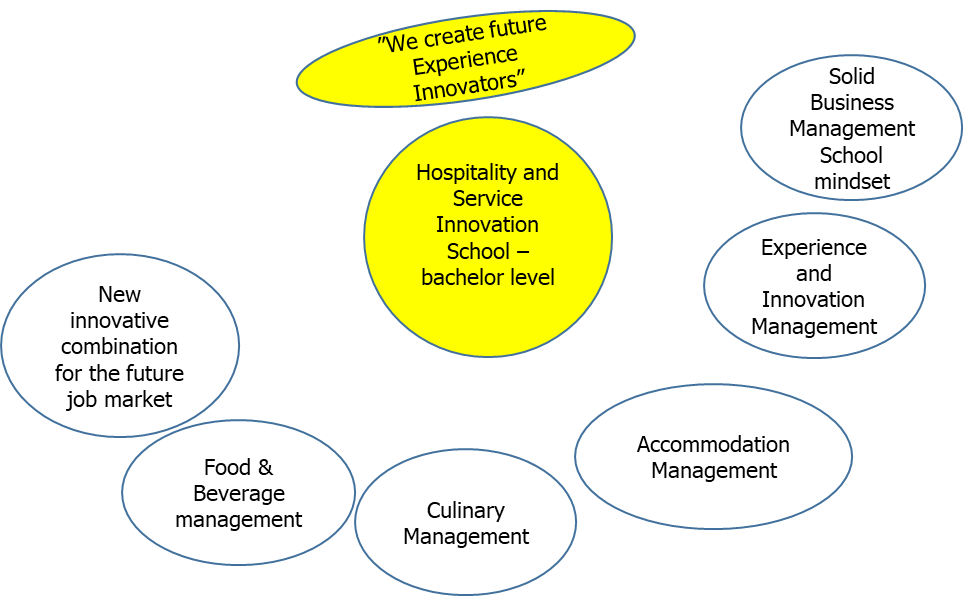 ”We create future
Experience
Innovators”
Hospitality and
Service
Innovation
School –
bachelor level
Solid
Business
Management
School
mindset
Experience
and
Innovation
Management
Accommodation
Management
Culinary
Management
Food &
Beverage
management
New
innovative
combination
for the future
job market